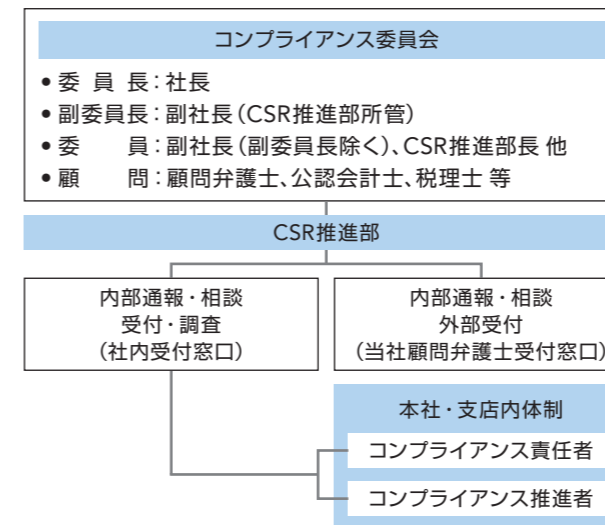 コンプライアンス委員会
• 委 員 長：社長
• 副委員長：副社長（CSR推進部所管）
• 委　　員：副社長（副委員長除く）、CSR推進部長 他
• 顧　　問：顧問弁護士、公認会計士、税理士 等
CSR推進部
内部通報・相談
受付・調査
（社内受付窓口）
内部通報・相談
外部受付
（当社顧問弁護士受付窓口）
本社・支店内体制
コンプライアンス責任者
コンプライアンス推進者